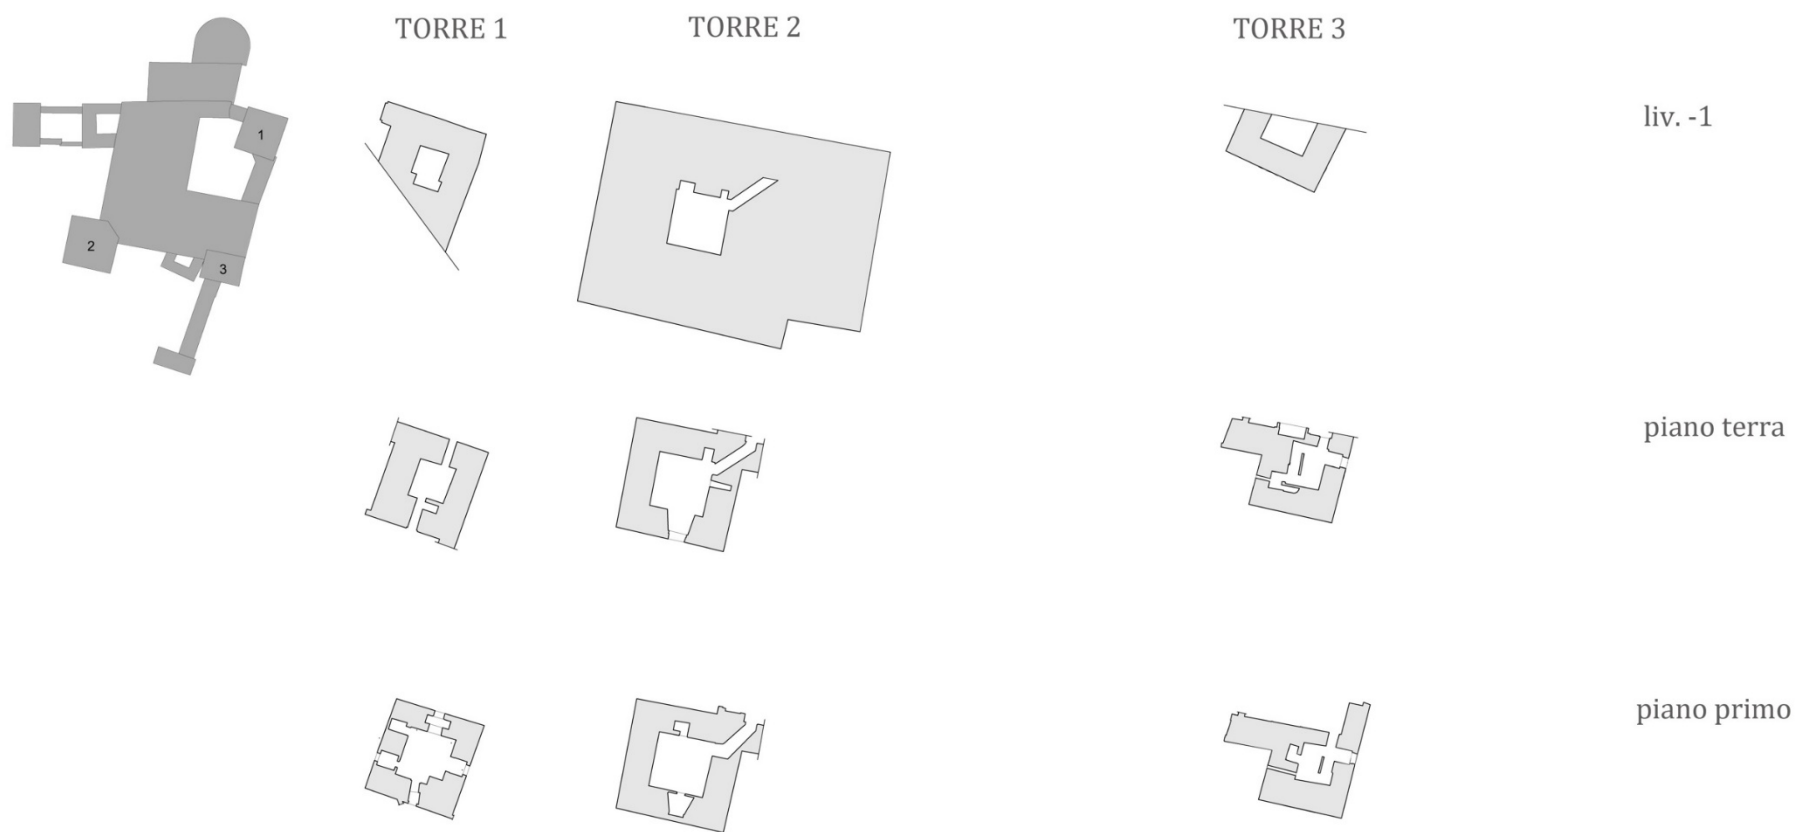 TORRE 1
TORRE 2
TORRE 3
liv. -1
1
2
3
piano terra
piano primo